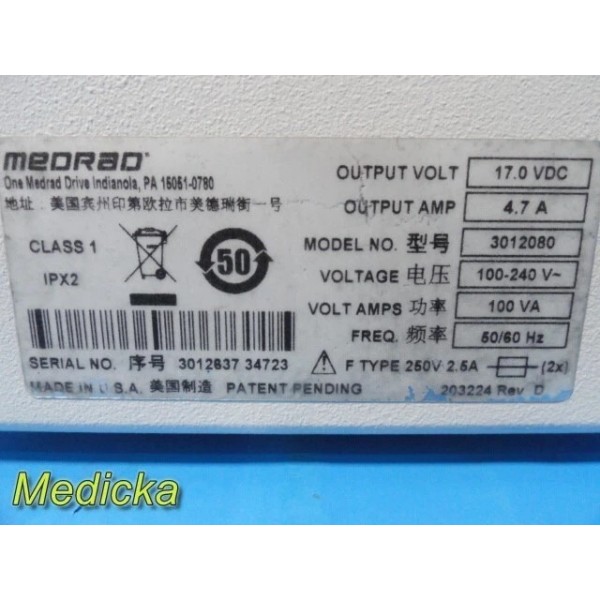 MEDRAD
One Medrad Drive Indianola, PA 15051-0780
地址: 美国宾州印第欧拉市美德瑞街一号
CLASS 1
IPX2
50
SERIAL NO. 序号 3012637 34723
MADE IN U.S.A. 美国制造 PATENT PENDING
OUTPUT VOLT 17.0 VDC
OUTPUT AMP 4.7 A
MODEL NO. 型号 3012080
VOLTAGE 电压 100-240 V~
VOLT AMPS 功率 100 VA
FREQ. 频率 50/60 Hz
F TYPE 250V 2.5A (2x)
203224 Rev D
Medicka